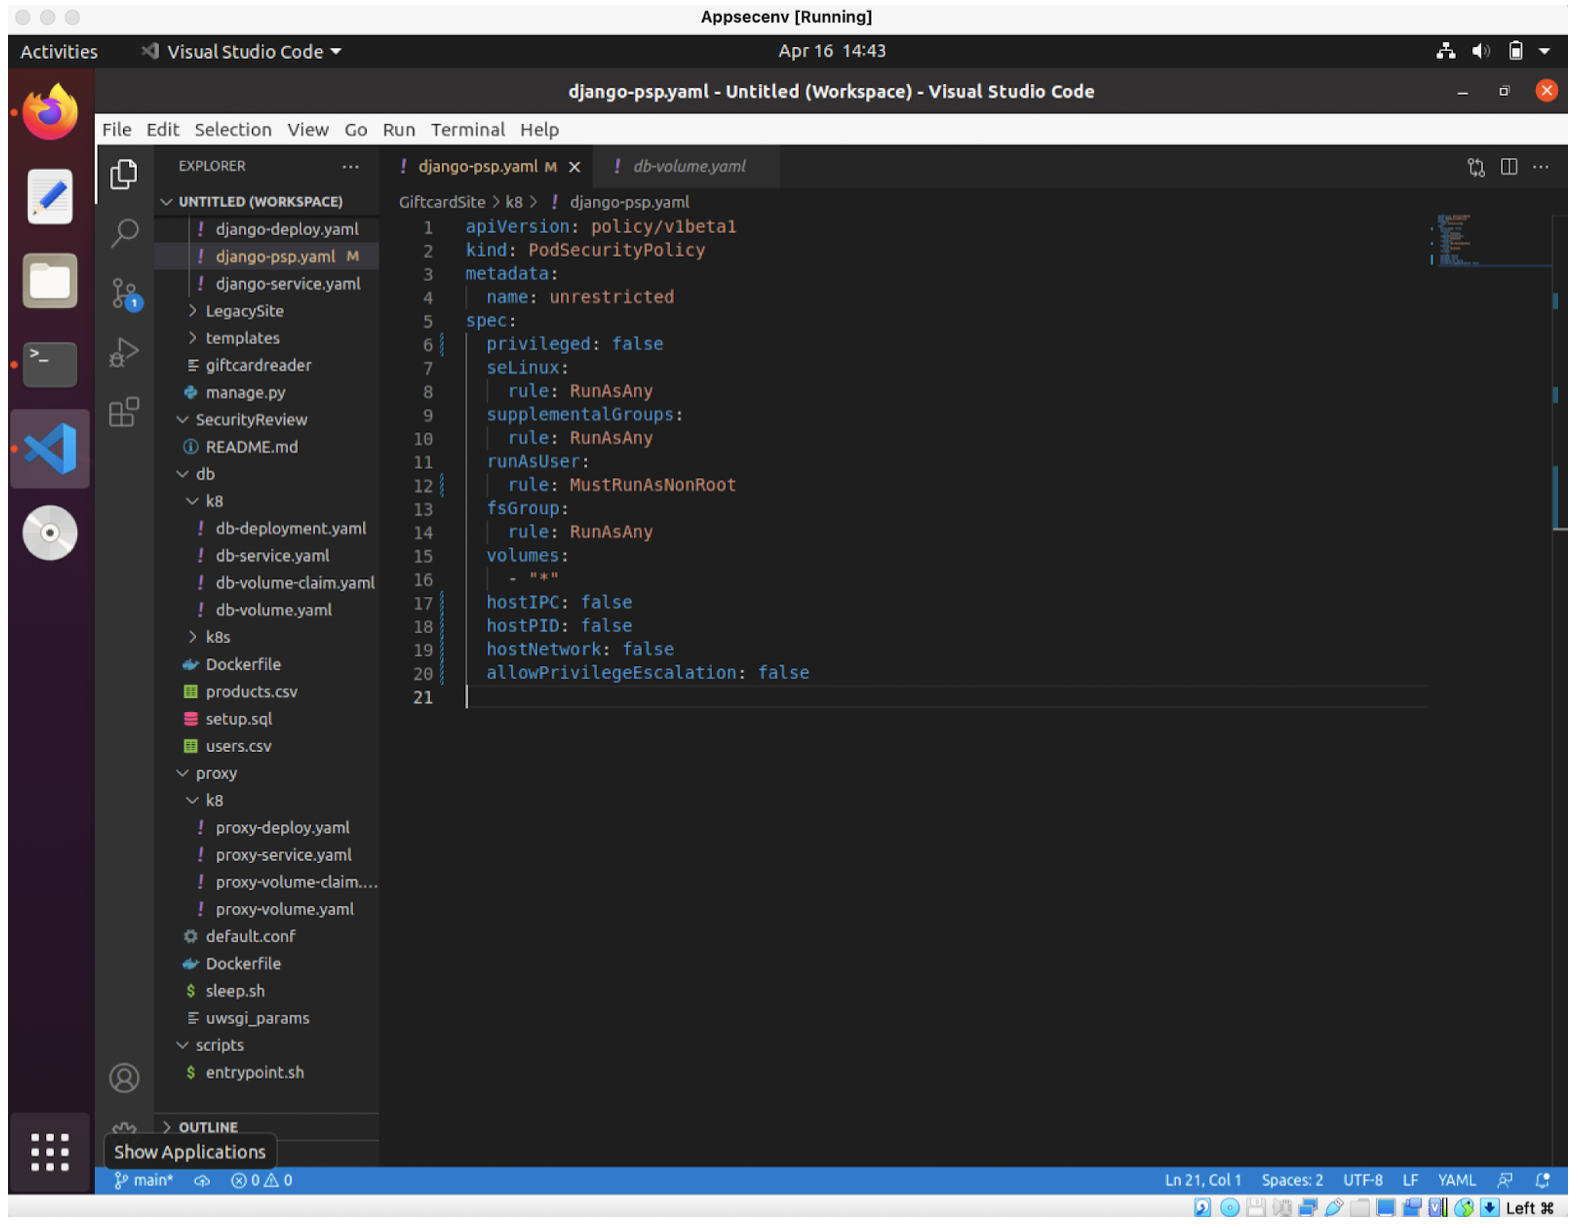 Appsecenv [Running]
Activities
Visual Studio Code
Apr 16 14:43
django-psp.yaml - Untitled (Workspace) - Visual Studio Code
File Edit Selection View Go Run Terminal Help
EXPLORER
UNTITLED (WORKSPACE)
! django-deploy.yaml
! django-psp.yaml M
! django-service.yaml
LegacySite
templates
giftcardreader
manage.py
SecurityReview
README.md
db
k8
! db-deployment.yaml
! db-service.yaml
! db-volume-claim.yaml
! db-volume.yaml
k8s
Dockerfile
products.csv
setup.sql
users.csv
proxy
k8
! proxy-deploy.yaml
! proxy-service.yaml
! proxy-volume-claim....
! proxy-volume.yaml
default.conf
Dockerfile
$ sleep.sh
uwsgi_params
scripts
$ entrypoint.sh
OUTLINE
Show Applications
1
! django-psp.yaml M
! db-volume.yaml
GiftcardSite > k8 > ! django-psp.yaml
1 apiVersion: policy/v1beta1
2 kind: PodSecurityPolicy
3 metadata:
4 name: unrestricted
5 spec:
6 privileged: false
7 seLinux:
8 rule: RunAsAny
9 supplementalGroups:
10 rule: RunAsAny
11 runAsUser:
12 rule: MustRunAsNonRoot
13 fsGroup:
14 rule: RunAsAny
15 volumes:
16 - "*"
17 hostIPC: false
18 hostPID: false
19 hostNetwork: false
20 allowPrivilegeEscalation: false
21
main* 0 0
Ln 21, Col 1 Spaces: 2 UTF-8 LF YAML
Left ⌘